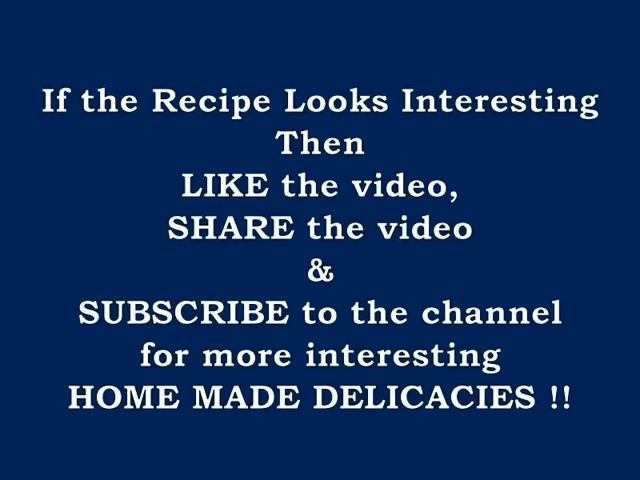 If the Recipe Looks Interesting
Then
LIKE the video,
SHARE the video
&
SUBSCRIBE to the channel
for more interesting
HOME MADE DELICACIES !!